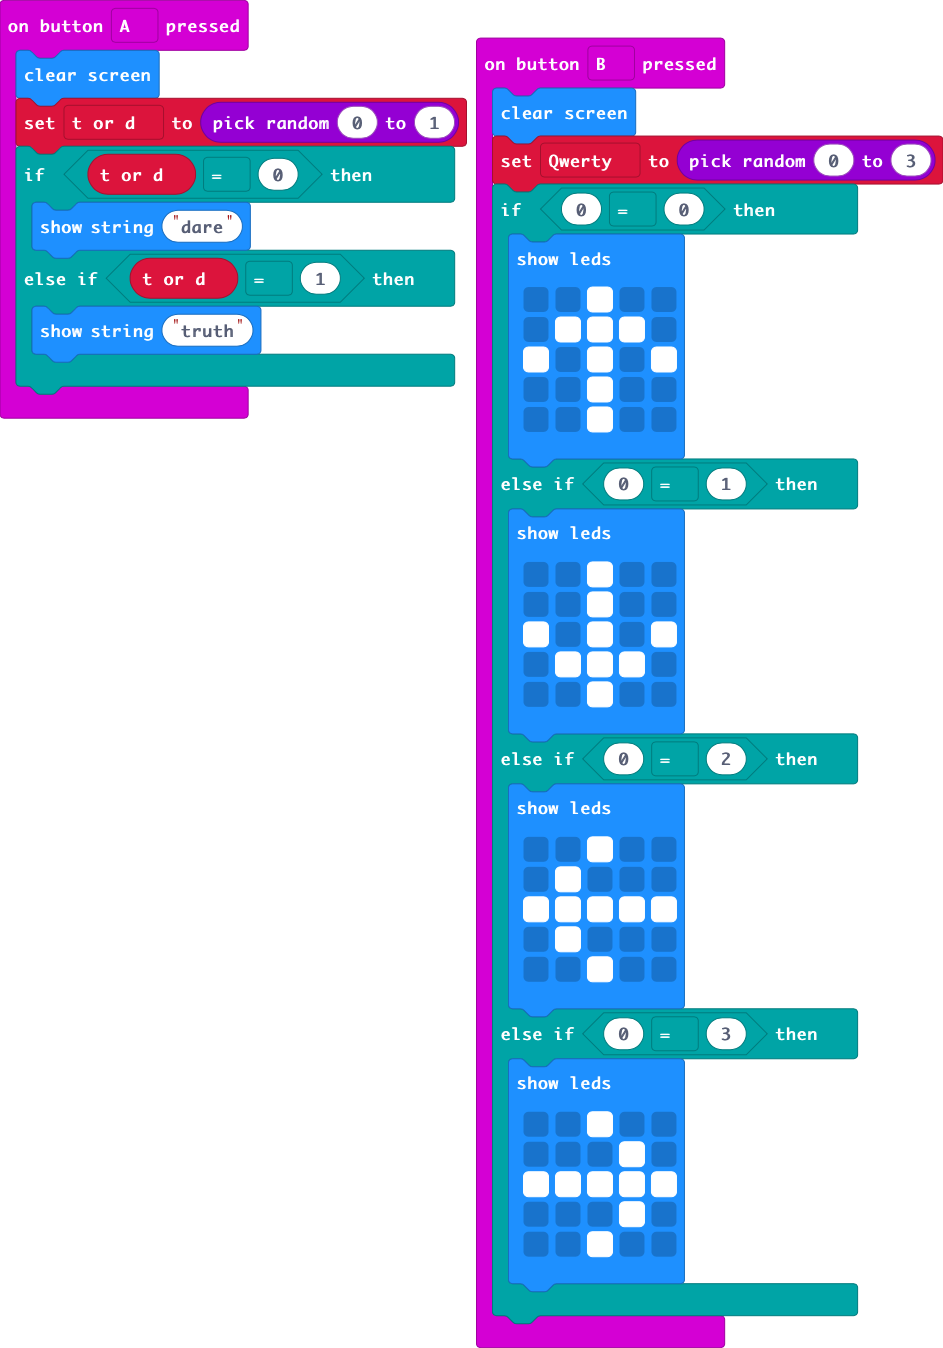 on button A pressed
clear screen
set t or d to pick random 0 to 1
if t or d = 0 then
show string "dare"
else if t or d = 1 then
show string "truth"
on button B pressed
clear screen
set Qwerty to pick random 0 to 3
if 0 = 0 then
show leds
else if 0 = 1 then
show leds
else if 0 = 2 then
show leds
else if 0 = 3 then
show leds